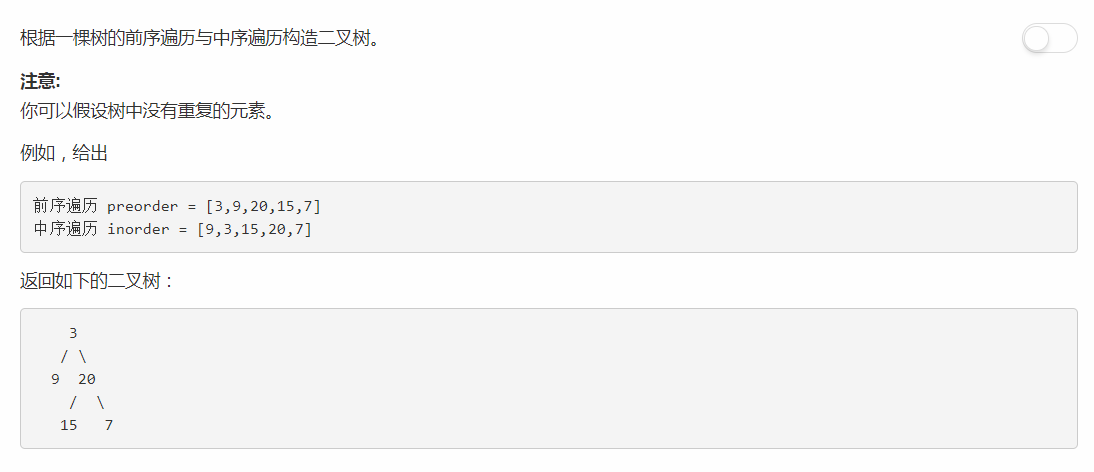 根据一棵树的前序遍历与中序遍历构造二叉树。
注意:
你可以假设树中没有重复的元素。
例如，给出
前序遍历 preorder = [3,9,20,15,7]
中序遍历 inorder = [9,3,15,20,7]
返回如下的二叉树：
    3
   / \
  9  20
    /  \
   15   7